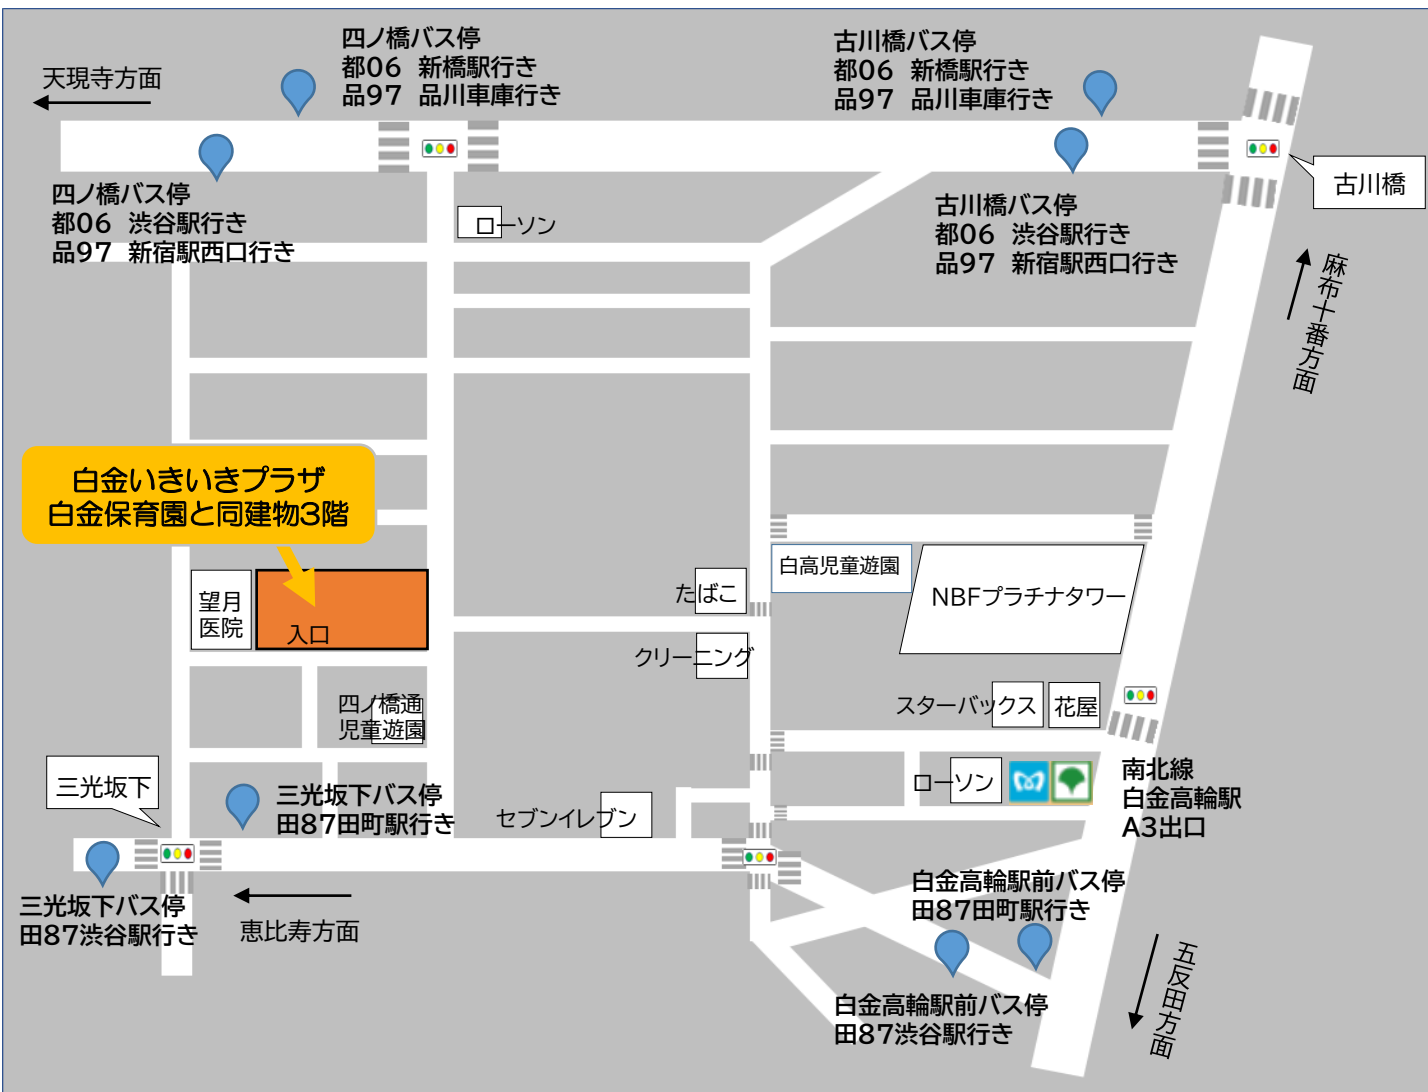 四ノ橋バス停
都06 新橋駅行き
品97 品川車庫行き
古川橋バス停
都06 新橋駅行き
品97 品川車庫行き
天現寺方面
古川橋
四ノ橋バス停
都06 渋谷駅行き
品97 新宿駅西口行き
ローソン
古川橋バス停
都06 渋谷駅行き
品97 新宿駅西口行き
麻布十番方面
白金いきいきプラザ
白金保育園と同建物3階
望月
医院
入口
たばこ
クリーニング
白高児童遊園
NBFプラチナタワー
四ノ橋通
児童遊園
スターバックス
花屋
三光坂下
三光坂下バス停
田87田町駅行き
セブンイレブン
ローソン
南北線
白金高輪駅
A3出口
三光坂下バス停
田87渋谷駅行き
恵比寿方面
白金高輪駅前バス停
田87田町駅行き
白金高輪駅前バス停
田87渋谷駅行き
五反田方面